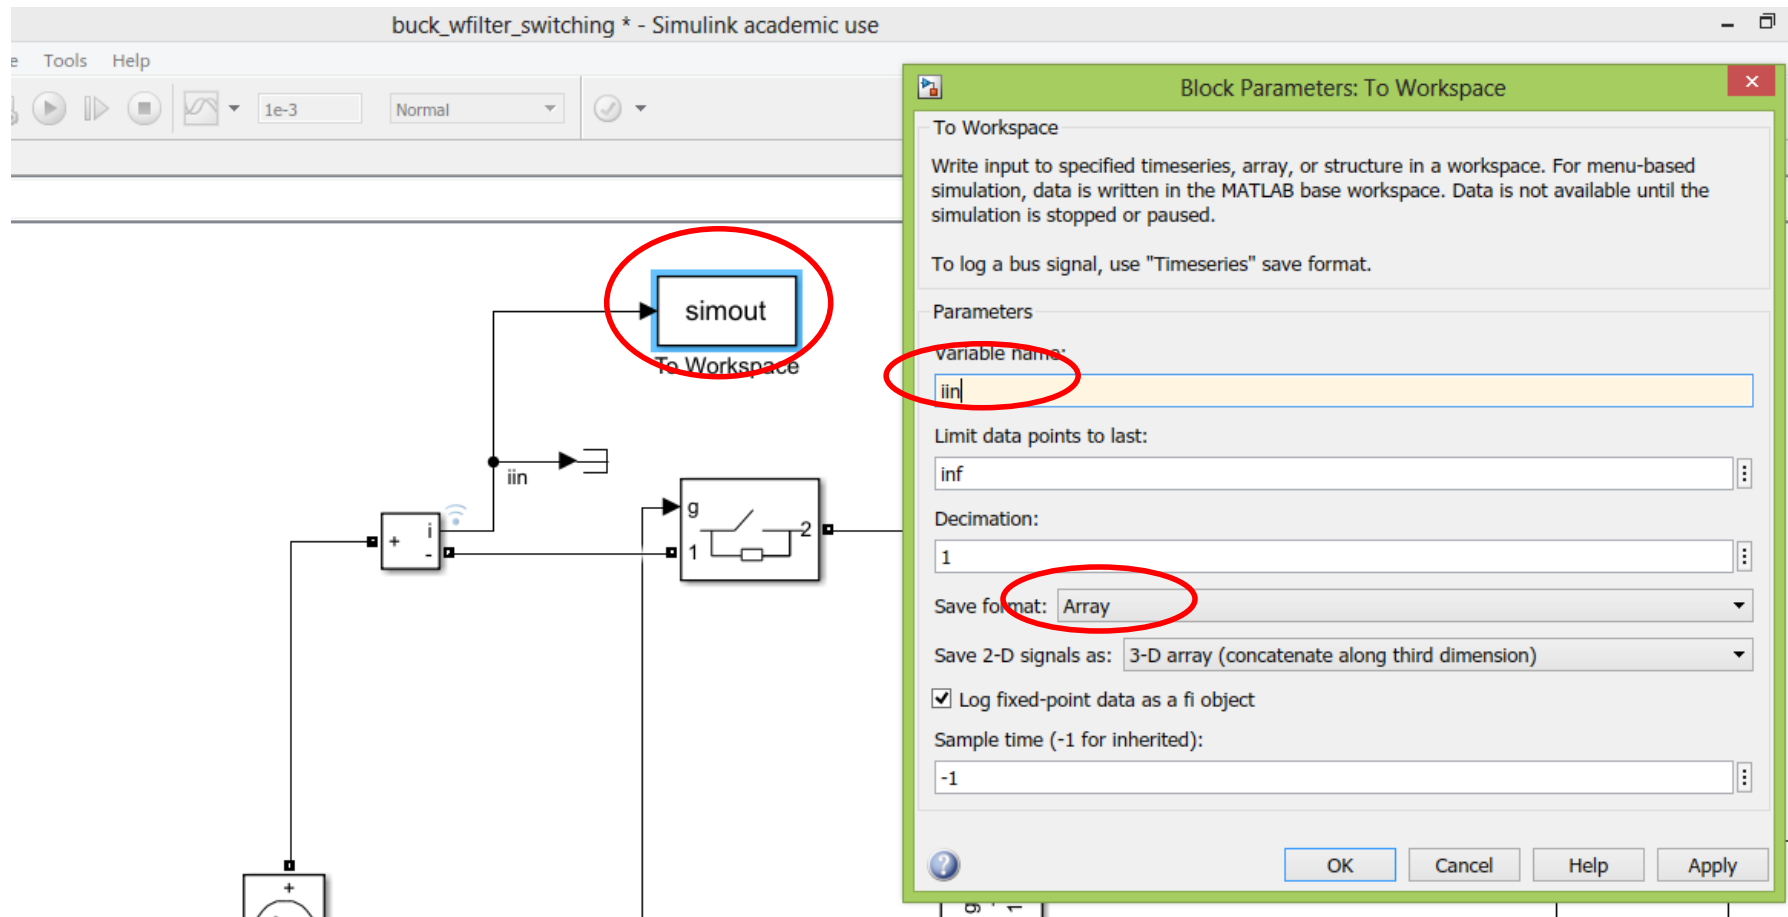 buck_wfilter_switching * - Simulink academic use
e Tools Help
1e-3 Normal
Block Parameters: To Workspace
To Workspace
Write input to specified timeseries, array, or structure in a workspace. For menu-based
simulation, data is written in the MATLAB base workspace. Data is not available until the
simulation is stopped or paused.
To log a bus signal, use "Timeseries" save format.
Parameters
Variable name:
iin
Limit data points to last:
inf
Decimation:
1
Save format: Array
Save 2-D signals as: 3-D array (concatenate along third dimension)
Log fixed-point data as a fi object
Sample time (-1 for inherited):
-1
OK Cancel Help Apply
simout
To Workspace
iin
+ i
-
g
1
2
+
g
1